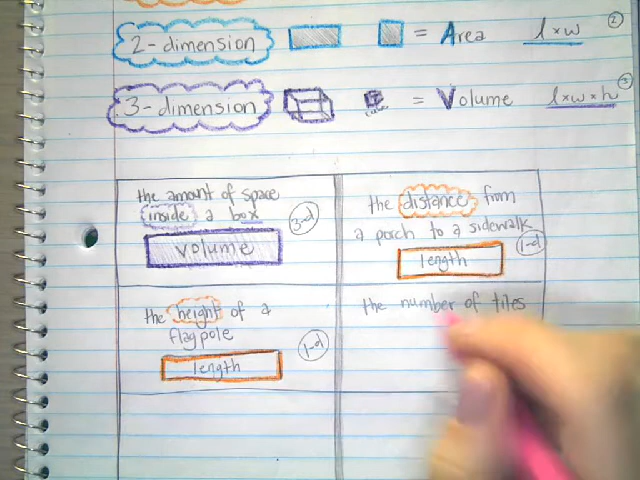 2-dimension = Area l×w ②
3-dimension = Volume l×w×h ③
the amount of space
inside a box
3-d
volume
the distance from
a porch to a sidewalk
1-d
length
the height of a
flagpole
1-d
length
the number of tiles